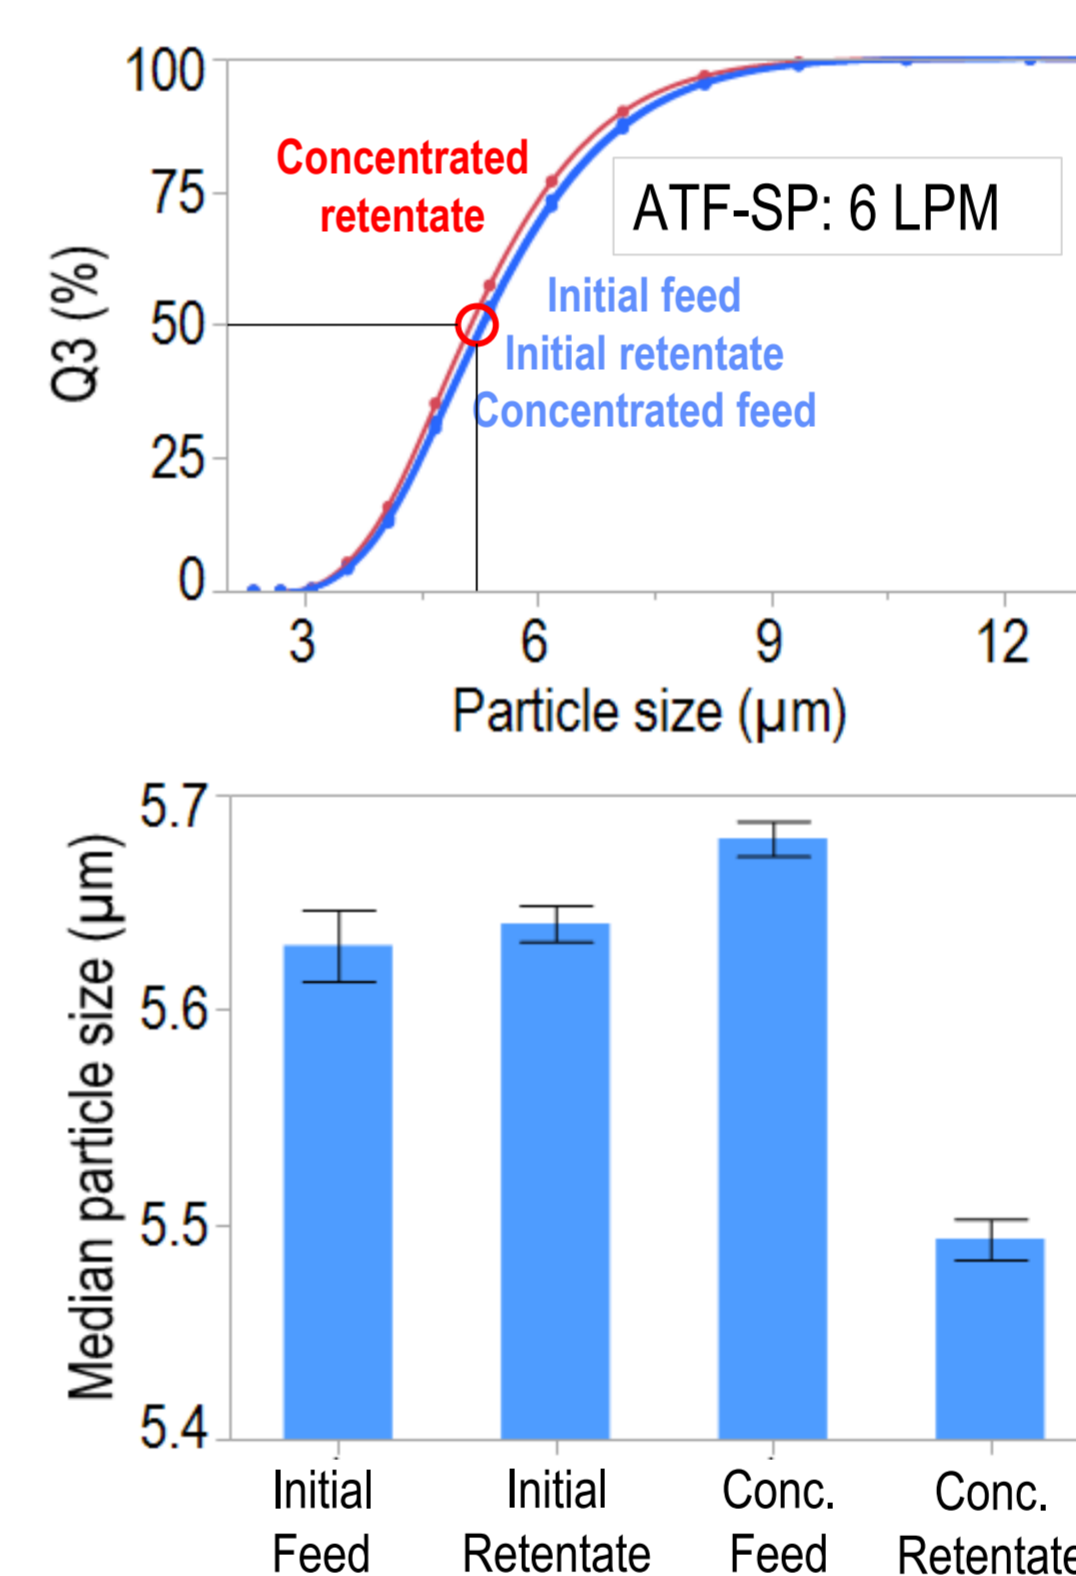 100
75
50
25
0
Q3 (%)
Concentrated
retentate
ATF-SP: 6 LPM
Initial feed
Initial retentate
Concentrated feed
3 6 9 12
Particle size (µm)
5.7
5.6
5.5
5.4
Median particle size (µm)
Initial
Feed
Initial
Retentate
Conc.
Feed
Conc.
Retentate